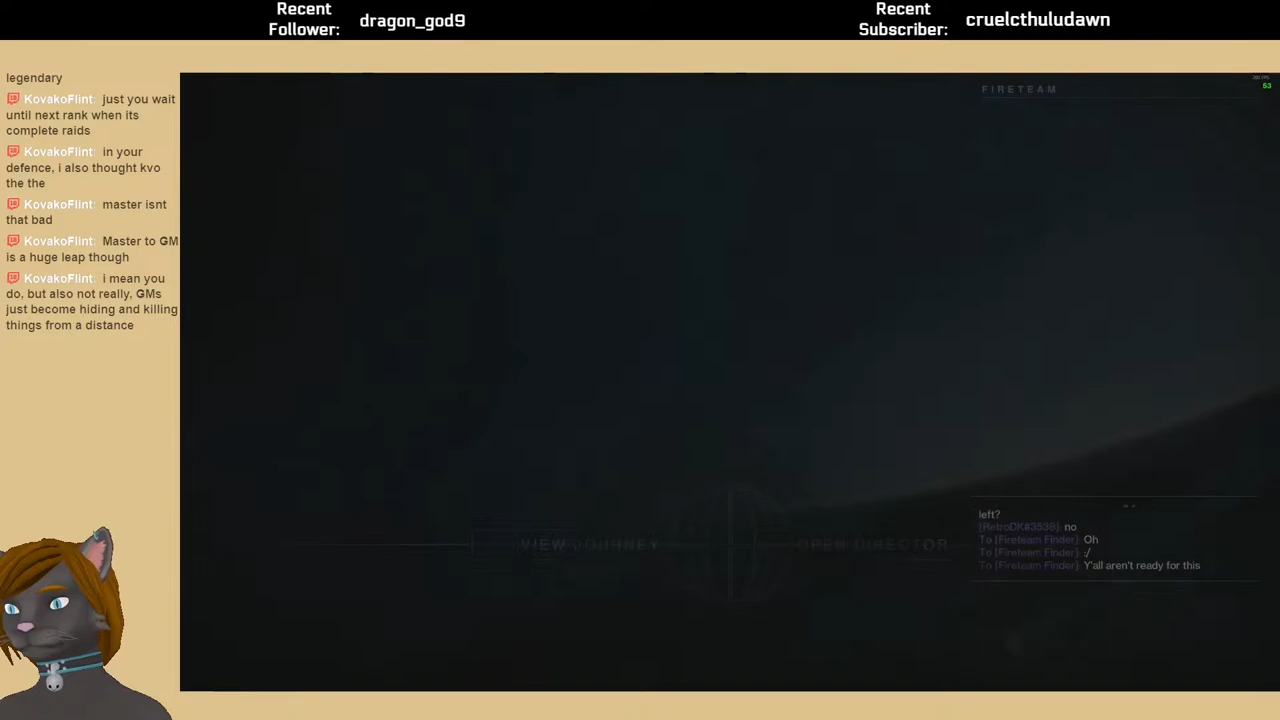 Recent
Follower:
dragon_god9
Recent
Subscriber:
cruelcthuludawn
legendary
KovakoFlint: just you wait
until next rank when its
complete raids
KovakoFlint: in your
defence, i also thought kvo
the the
KovakoFlint: master isnt
that bad
KovakoFlint: Master to GM
is a huge leap though
KovakoFlint: i mean you
do, but also not really, GMs
just become hiding and killing
things from a distance
FIRETEAM
53
VIEW JOURNEY
OPEN DIRECTOR
left?
[RetroDK#3538]: no
To [Fireteam Finder]: Oh
To [Fireteam Finder]: :/
To [Fireteam Finder]: Y'all aren't ready for this